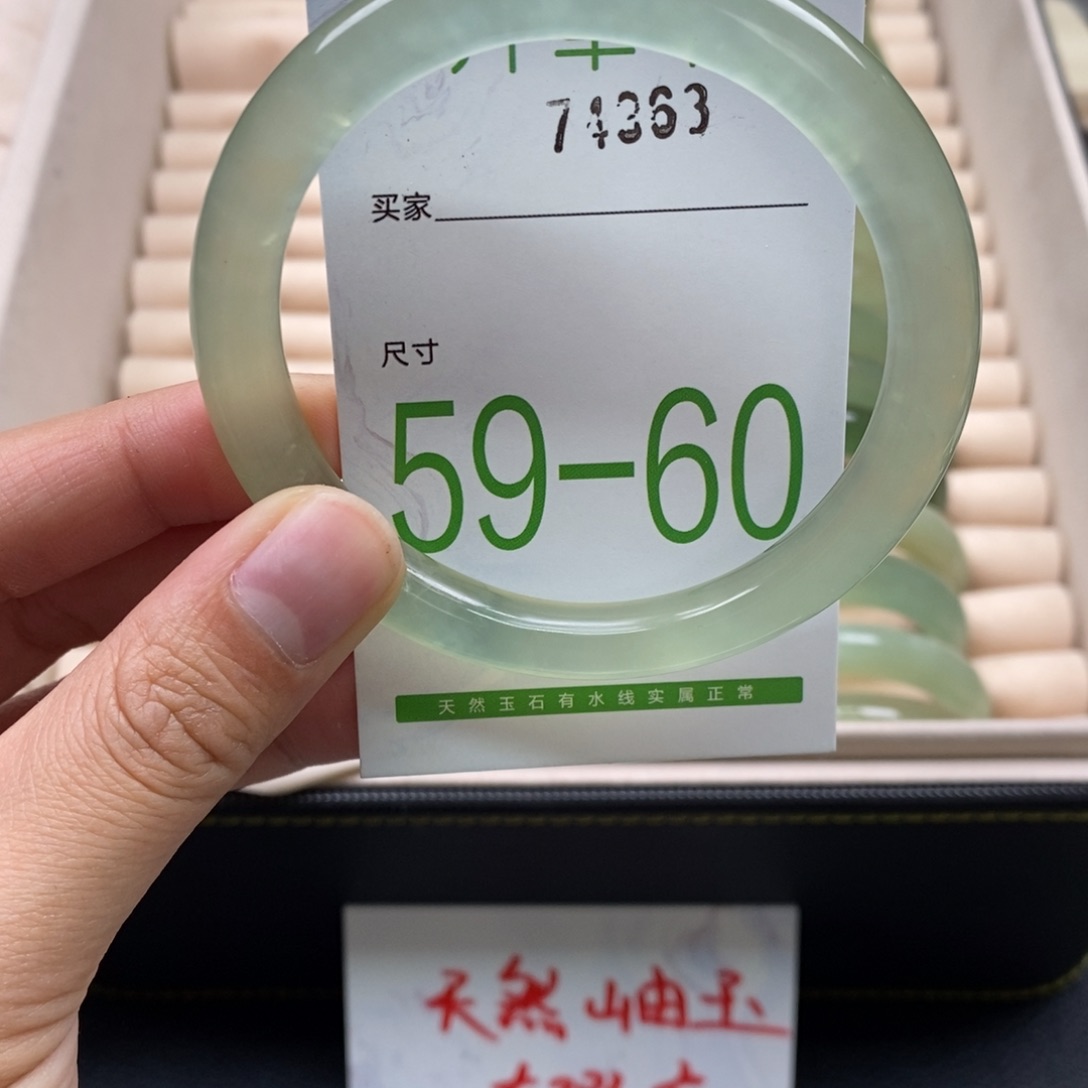 74363
买家
尺寸
59-60
天然玉石有水线实属正常
天然岫玉